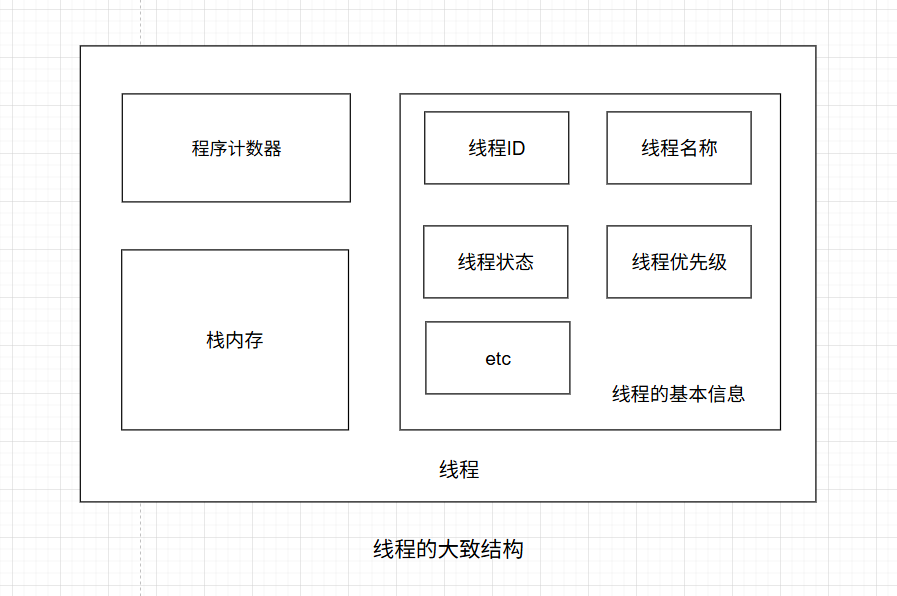 程序计数器
线程ID
线程名称
线程状态
线程优先级
栈内存
etc
线程的基本信息
线程
线程的大致结构